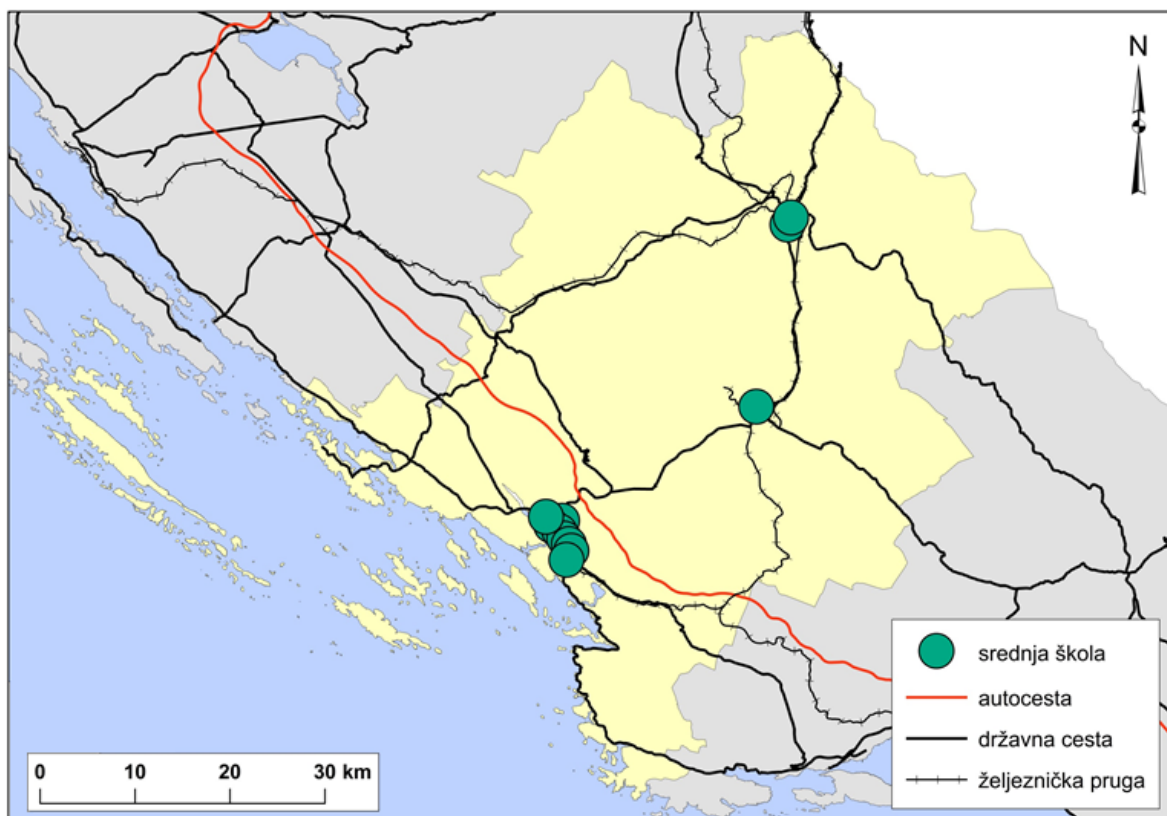 N
srednja škola
autocesta
državna cesta
željeznička pruga
0 10 20 30 km